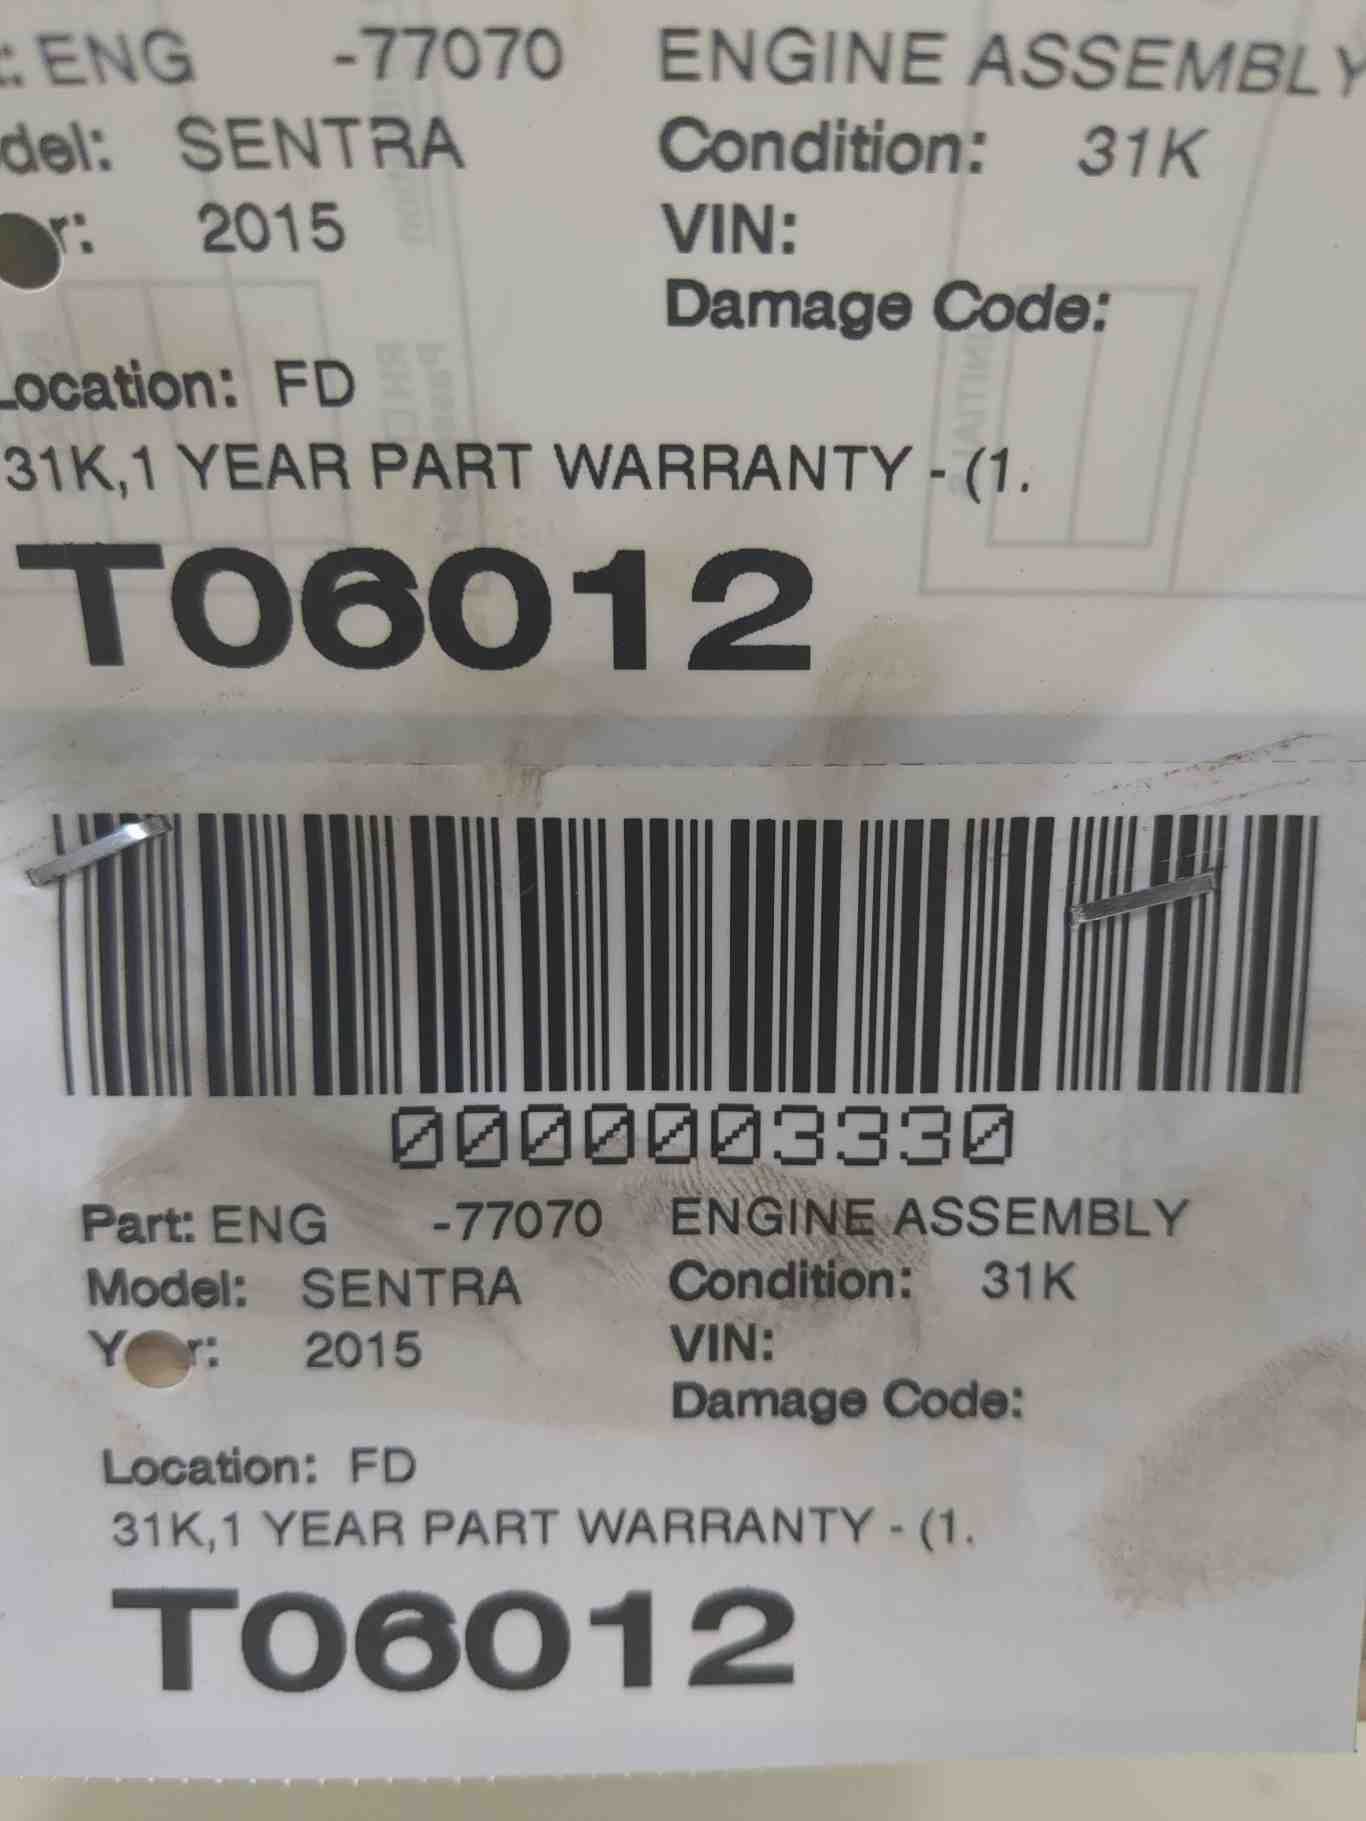 : ENG -77070 ENGINE ASSEMBLY
del: SENTRA Condition: 31K
r: 2015 VIN:
Damage Code:
Location: FD
31K,1 YEAR PART WARRANTY - (1.
T06012
0000003330
Part: ENG -77070 ENGINE ASSEMBLY
Model: SENTRA Condition: 31K
Y r: 2015 VIN:
Damage Code:
Location: FD
31K,1 YEAR PART WARRANTY - (1.
T06012